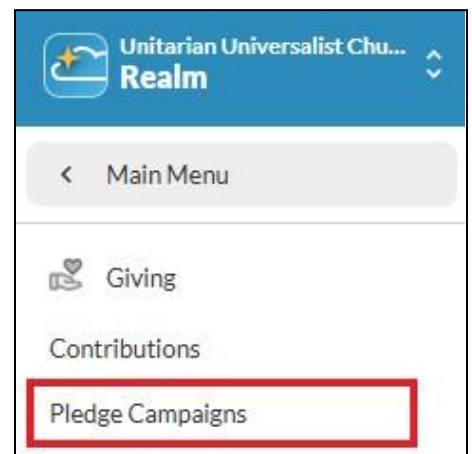 Unitarian Universalist Chu...
Realm
Main Menu
Giving
Contributions
Pledge Campaigns